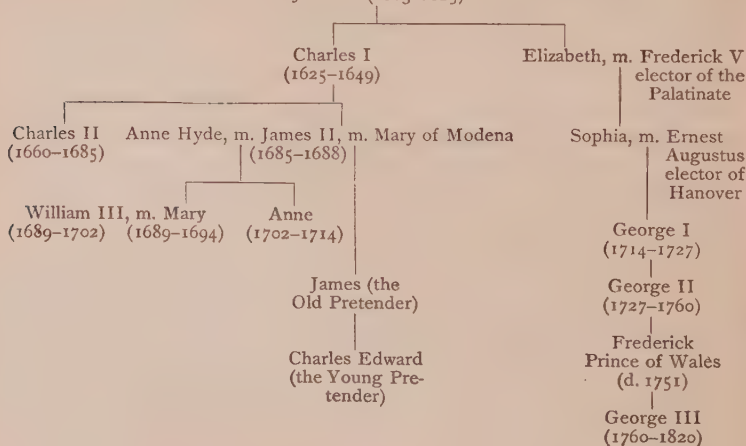 Charles I
Elizabeth, m. Frederick V
(1625–1649)
elector of the
Palatinate
Charles II
Anne Hyde, m. James II, m. Mary of Modena
Sophia, m. Ernest
(1660–1685)
(1685–1688)
Augustus
elector of
Hanover
William III, m. Mary
Anne
(1689–1702)
(1689–1694)
(1702–1714)
George I
(1714–1727)
James (the
Old Pretender)
George II
(1727–1760)
Charles Edward
(the Young Pre-
tender)
Frederick
Prince of Wales
(d. 1751)
George III
(1760–1820)